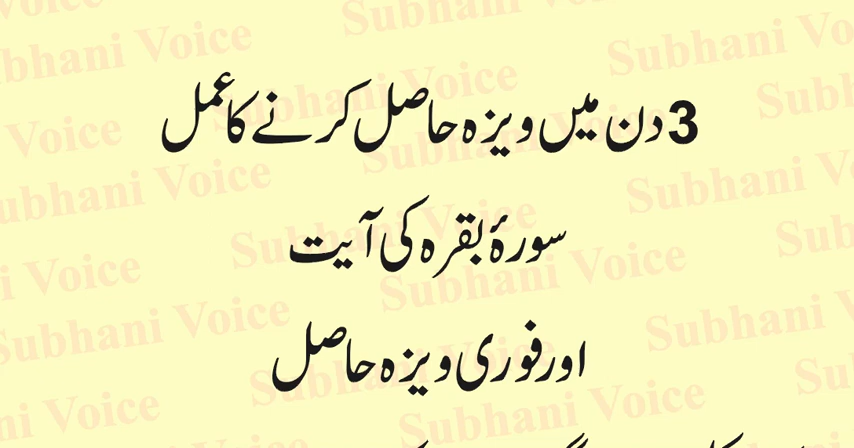 3 دن میں ویزہ حاصل کرنے کا عمل
سورۂ بقرہ کی آیت
اور فوری ویزہ حاصل
Subhani Voice